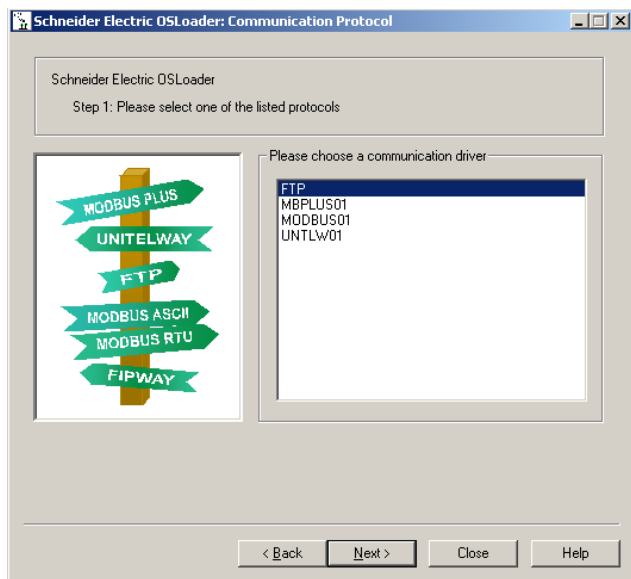 Schneider Electric OSLoader: Communication Protocol
Schneider Electric OSLoader
Step 1: Please select one of the listed protocols
MODBUS PLUS
UNITELWAY
FTP
MODBUS ASCII
MODBUS RTU
FIPWAY
Please choose a communication driver
FTP
MBPLUS01
MODBUS01
UNTLW01
< Back
Next >
Close
Help